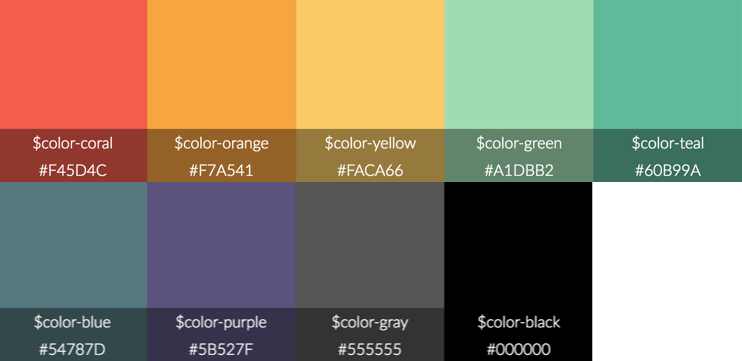 $color-coral
#F45D4C
$color-orange
#F7A541
$color-yellow
#FACA66
$color-green
#A1DBB2
$color-teal
#60B99A
$color-blue
#54787D
$color-purple
#5B527F
$color-gray
#555555
$color-black
#000000